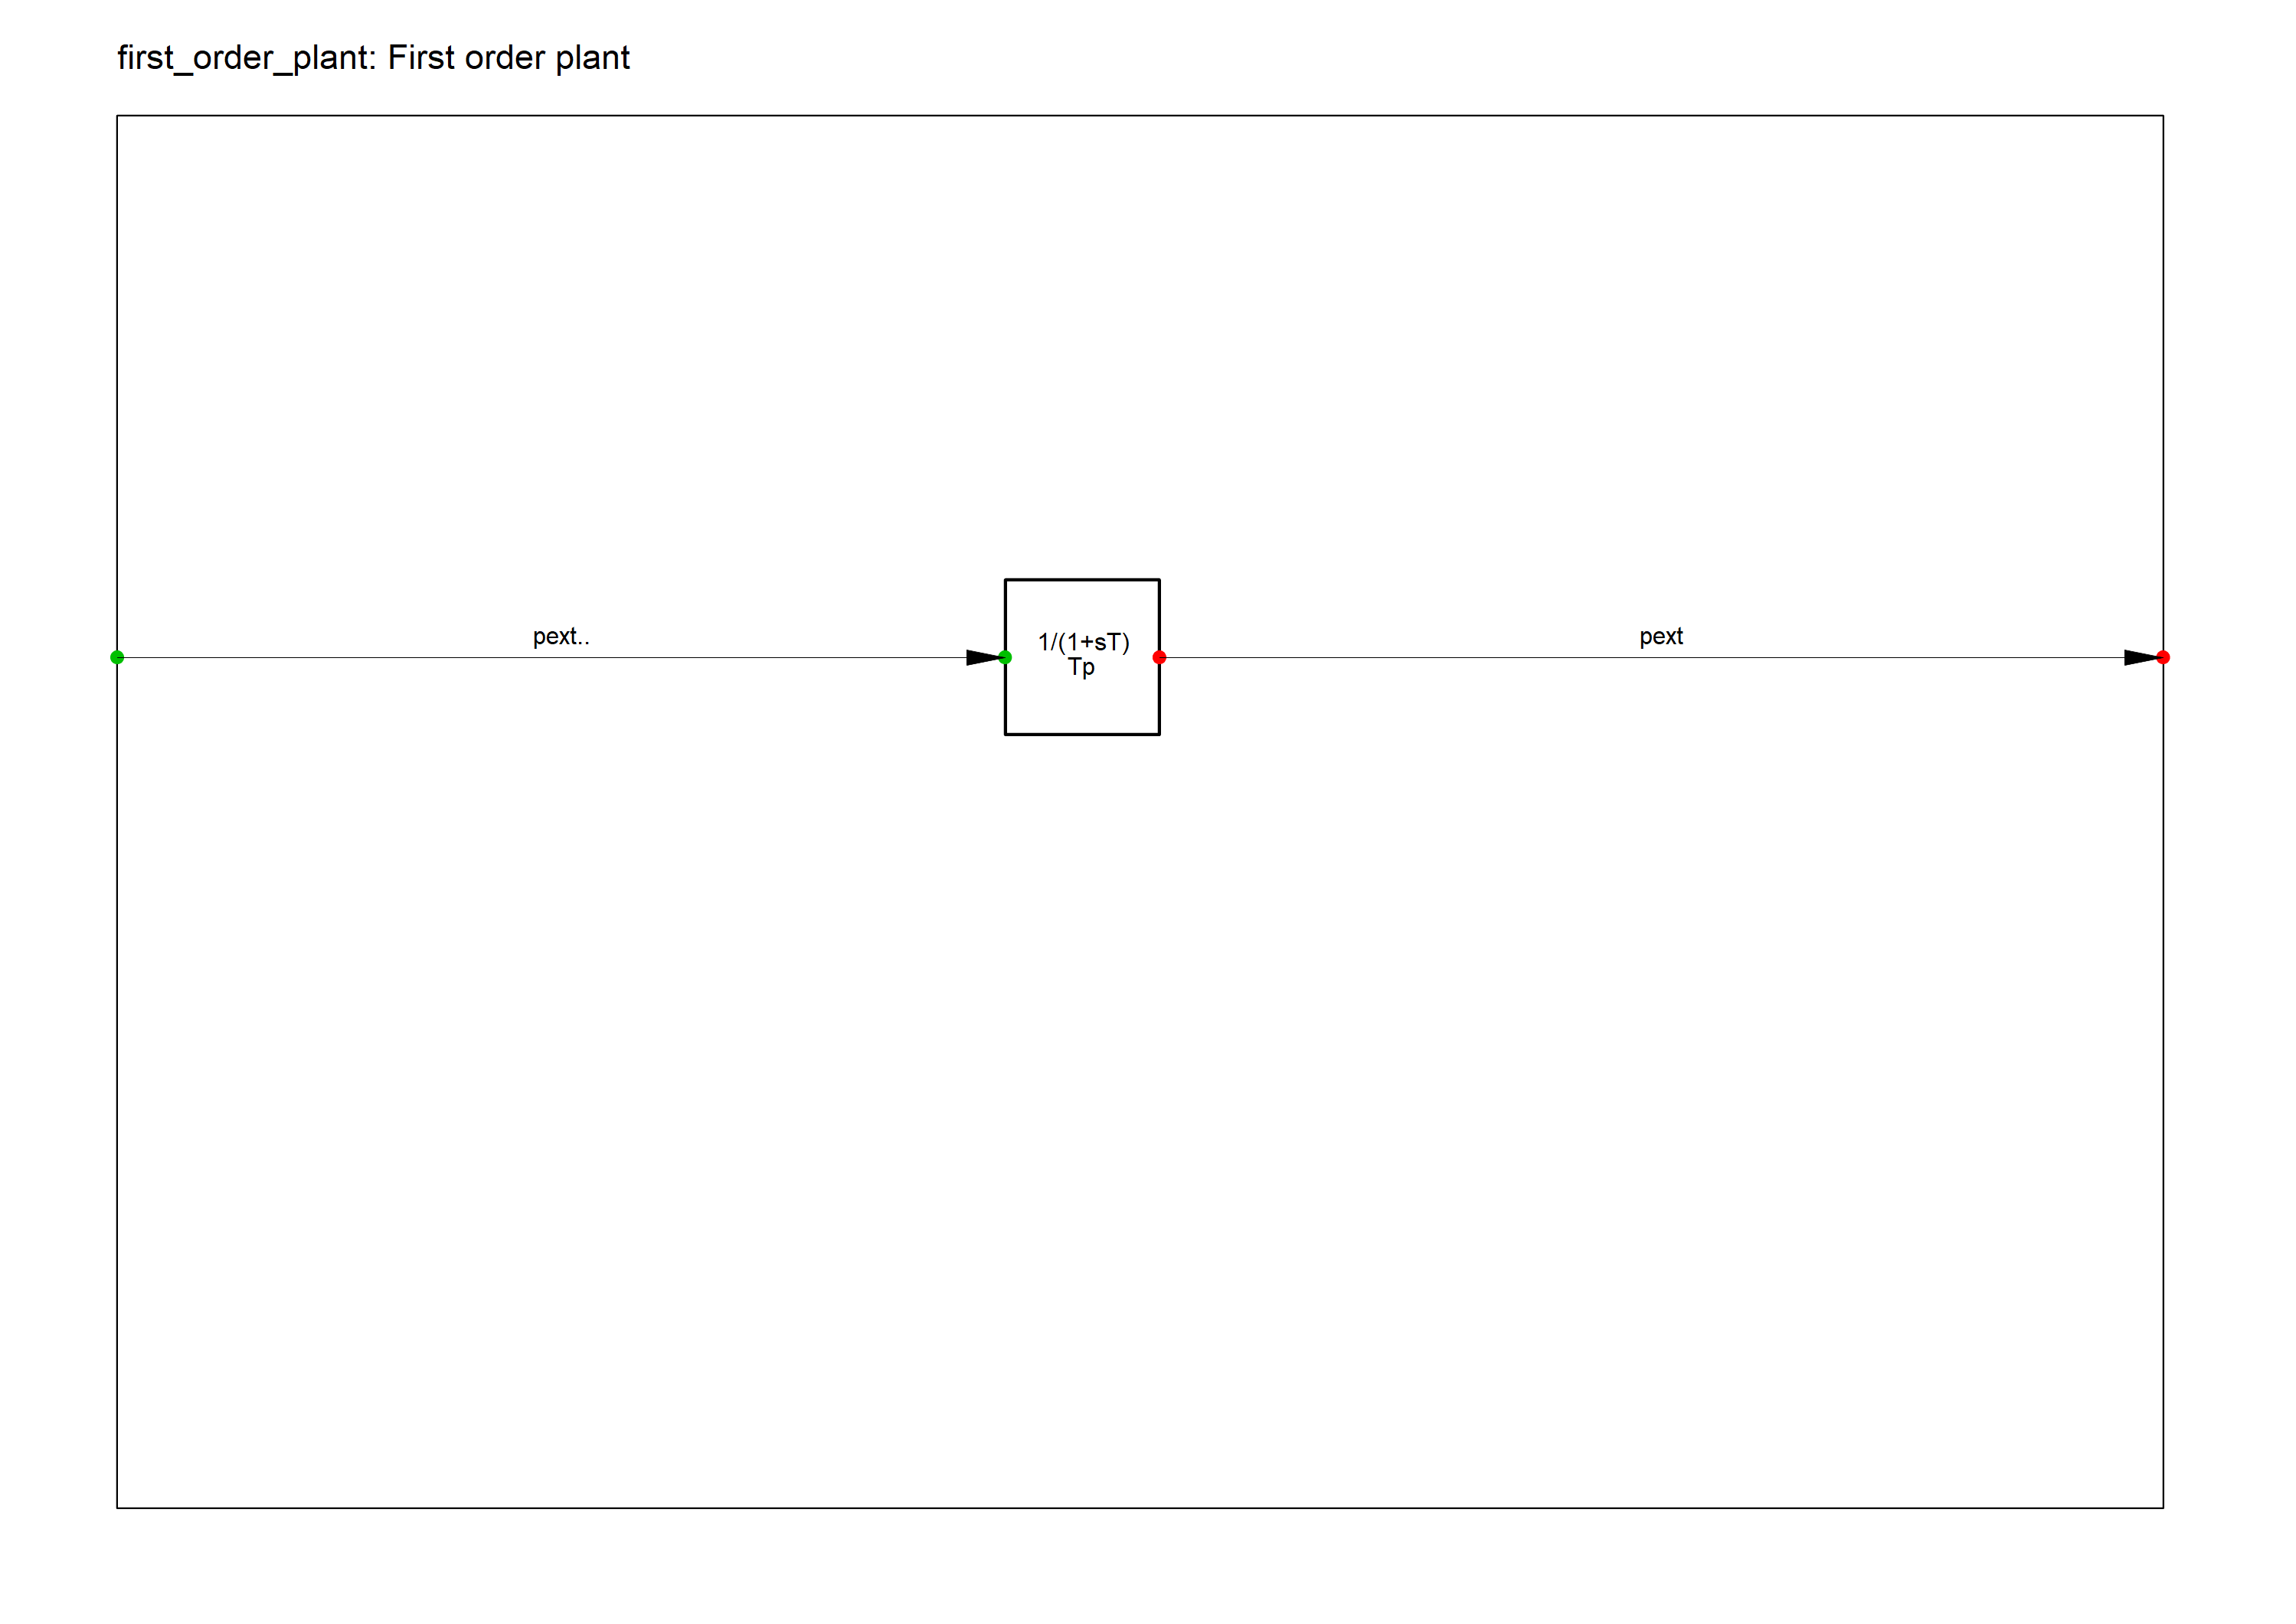 first_order_plant: First order plant
pext..
1/(1+sT)
Tp
pext